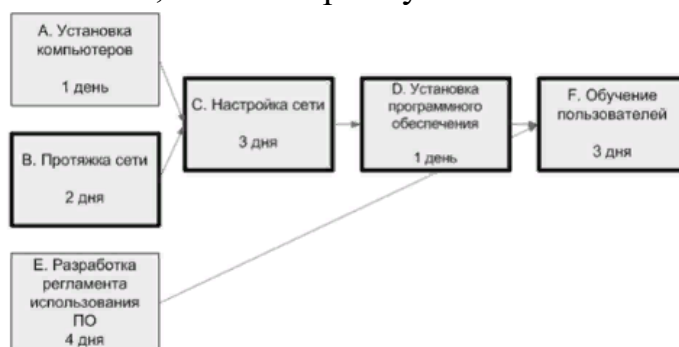 A. Установка
компьютеров
1 день
B. Протяжка сети
2 дня
C. Настройка сети
3 дня
D. Установка
программного
обеспечения
1 день
F. Обучение
пользователей
3 дня
E. Разработка
регламента
использования
ПО
4 дня